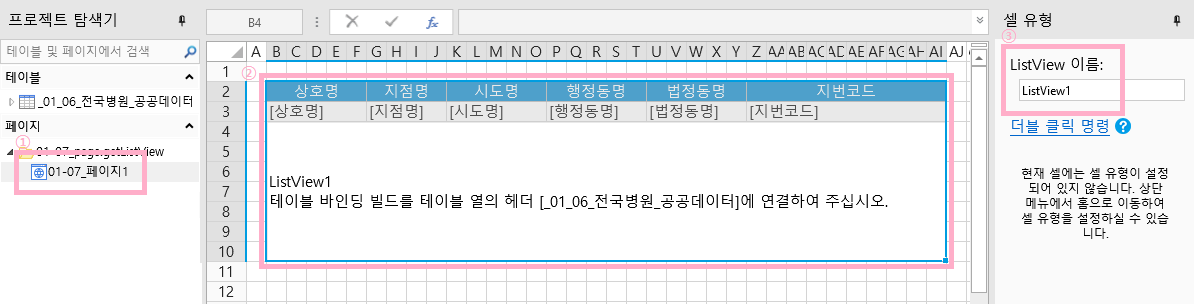 프로젝트 탐색기
테이블 및 페이지에서 검색
테이블
_01_06_전국병원_공공데이터
페이지
①
01-07_page.getListView
01-07_페이지1
B4
fx
A B C D E F G H I J K L M N O P Q R S T U V W X Y Z AA AB AC AD AE AF AG AH AI AJ
②
1
2 상호명 지점명 시도명 행정동명 법정동명 지번코드
3 [상호명] [지점명] [시도명] [행정동명] [법정동명] [지번코드]
4
5
6
ListView1
7
테이블 바인딩 빌드를 테이블 열의 헤더 [_01_06_전국병원_공공데이터]에 연결하여 주십시오.
8
9
10
11
12
셀 유형
③
ListView 이름:
ListView1
더블 클릭 명령 ?
현재 셀에는 셀 유형이 설정
되어 있지 않습니다. 상단
메뉴에서 홈으로 이동하여
셀 유형을 설정하실 수 있습
니다.